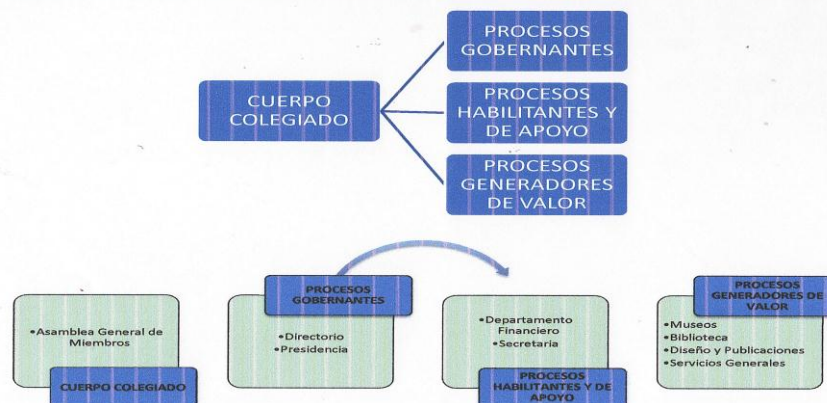 PROCESOS
GOBERNANTES
CUERPO
COLEGIADO
PROCESOS
HABILITANTES Y
DE APOYO
PROCESOS
GENERADORES
DE VALOR
•Asamblea General de
Miembros
CUERPO COLEGIADO
PROCESOS
GOBERNANTES
•Directorio
•Presidencia
•Departamento
Financiero
•Secretaria
PROCESOS
HABILITANTES Y DE
APOYO
PROCESOS
GENERADORES DE
VALOR
•Museos
•Biblioteca
•Diseño y Publicaciones
•Servicios Generales